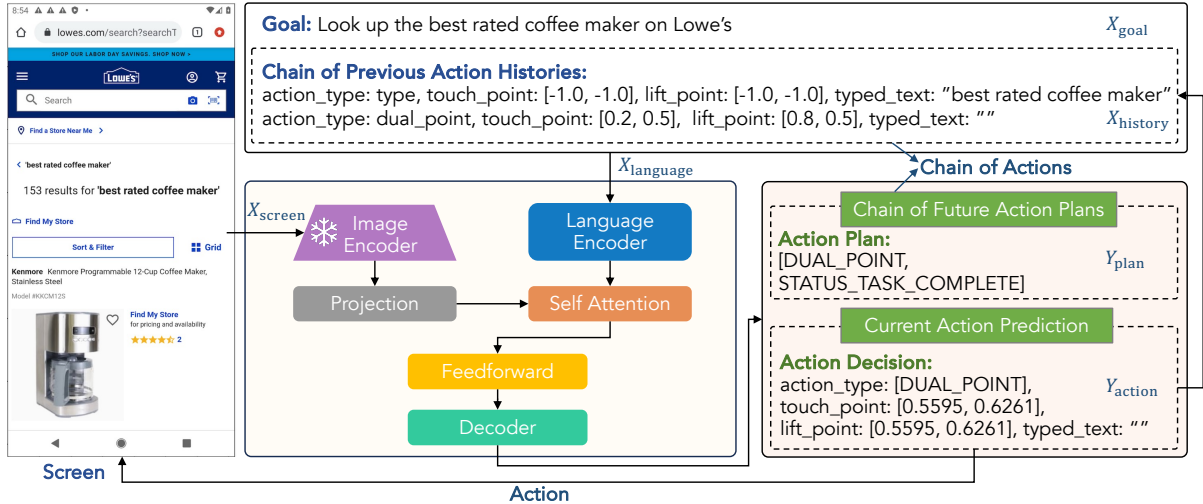 8:54
lowes.com/search?searchT
1
SHOP OUR LABOR DAY SAVINGS. SHOP NOW >
LOWE'S
Search
Find a Store Near Me >
'best rated coffee maker'
153 results for 'best rated coffee maker'
Find My Store
Sort & Filter
Grid
Kenmore Kenmore Programmable 12-Cup Coffee Maker,
Stainless Steel
Model #KKCM12S
Find My Store
for pricing and availability
2
Screen
Goal: Look up the best rated coffee maker on Lowe's
X_goal
Chain of Previous Action Histories:
action_type: type, touch_point: [-1.0, -1.0], lift_point: [-1.0, -1.0], typed_text: "best rated coffee maker"
action_type: dual_point, touch_point: [0.2, 0.5], lift_point: [0.8, 0.5], typed_text: ""
X_history
X_language
Chain of Actions
X_screen
Image
Encoder
Language
Encoder
Projection
Self Attention
Feedforward
Decoder
Chain of Future Action Plans
Action Plan:
[DUAL_POINT,
STATUS_TASK_COMPLETE]
Y_plan
Current Action Prediction
Action Decision:
action_type: [DUAL_POINT],
touch_point: [0.5595, 0.6261],
lift_point: [0.5595, 0.6261], typed_text: ""
Y_action
Action